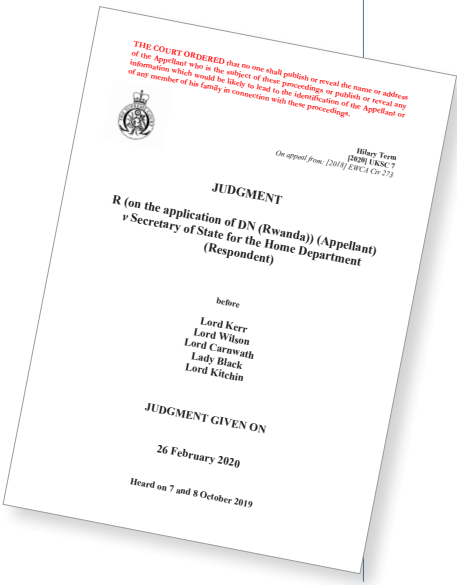 THE COURT ORDERED that no one shall publish or reveal the name or address
of the Appellant who is the subject of these proceedings or publish or reveal any
information which would be likely to lead to the identification of the Appellant or
of any member of his family in connection with these proceedings.
Hilary Term
[2020] UKSC 7
On appeal from: [2018] EWCA Civ 273
JUDGMENT
R (on the application of DN (Rwanda)) (Appellant)
v Secretary of State for the Home Department
(Respondent)
before
Lord Kerr
Lord Wilson
Lord Carnwath
Lady Black
Lord Kitchin
JUDGMENT GIVEN ON
26 February 2020
Heard on 7 and 8 October 2019